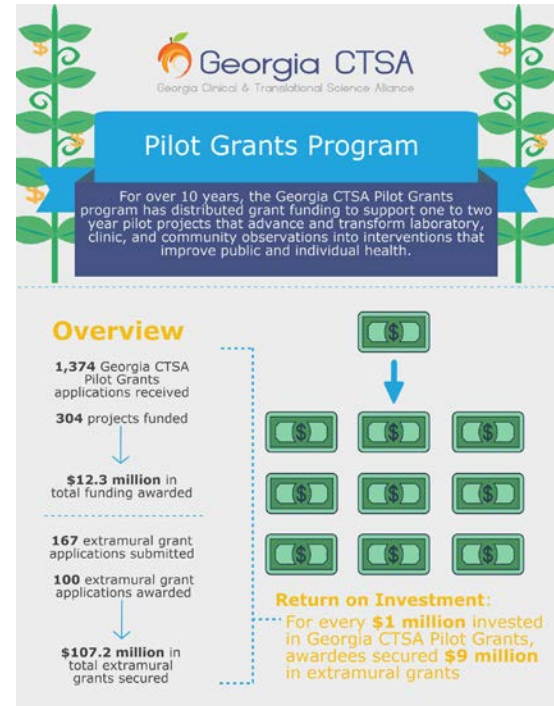 Georgia CTSA
Georgia Clinical & Translational Science Alliance
Pilot Grants Program
For over 10 years, the Georgia CTSA Pilot Grants
program has distributed grant funding to support one to two
year pilot projects that advance and transform laboratory,
clinic, and community observations into interventions that
improve public and individual health.
Overview
1,374 Georgia CTSA
Pilot Grants
applications received
304 projects funded
$12.3 million in
total funding awarded
167 extramural grant
applications submitted
100 extramural grant
applications awarded
$107.2 million in
total extramural
grants secured
Return on Investment:
For every $1 million invested
in Georgia CTSA Pilot Grants,
awardees secured $9 million
in extramural grants